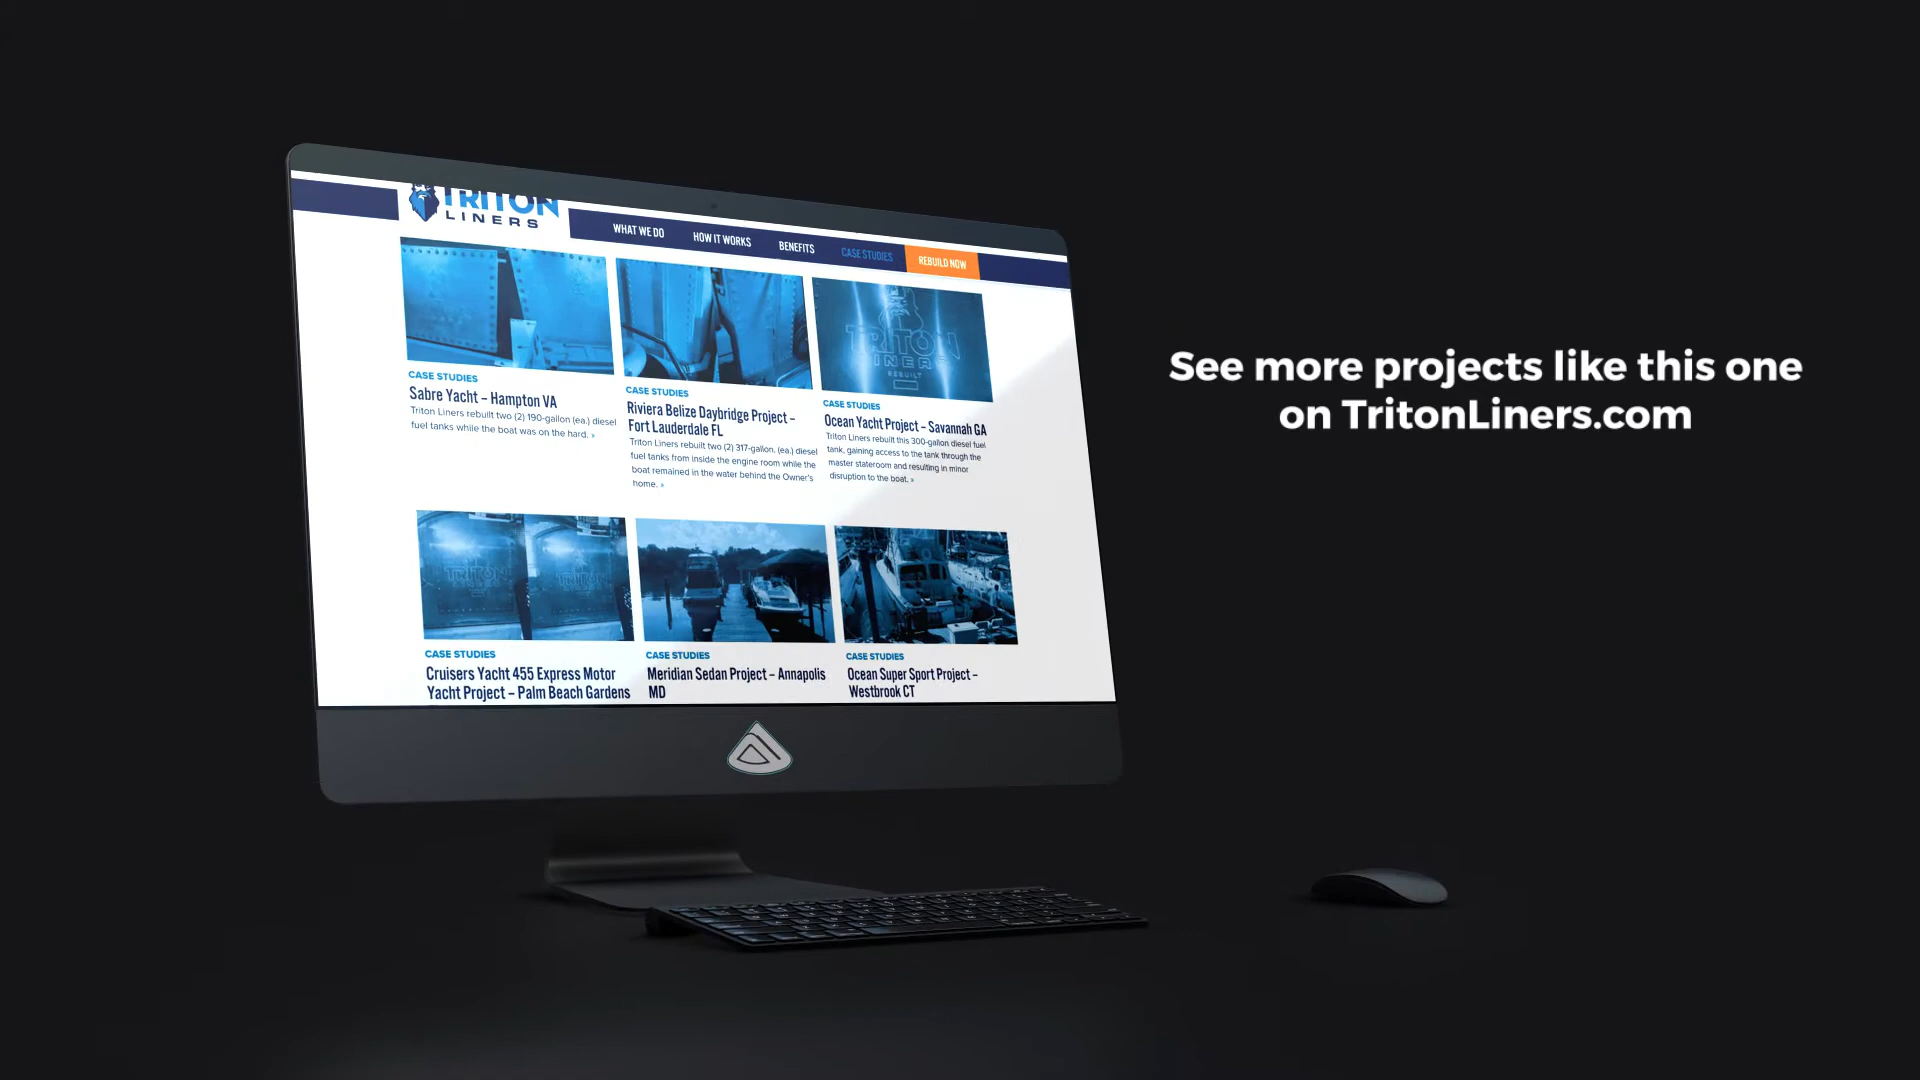 TRITON
LINERS
WHAT WE DO
HOW IT WORKS
BENEFITS
CASE STUDIES
REBUILD NOW
CASE STUDIES
Sabre Yacht – Hampton VA
Triton Liners rebuilt two (2) 190-gallon (ea.) diesel
fuel tanks while the boat was on the hard. »
CASE STUDIES
Riviera Belize Daybridge Project –
Fort Lauderdale FL
Triton Liners rebuilt two (2) 317-gallon, (ea.) diesel
fuel tanks from inside the engine room while the
boat remained in the water behind the Owner's
home. »
TRITON
LINERS
REBUILT
CASE STUDIES
Ocean Yacht Project – Savannah GA
Triton Liners rebuilt this 300-gallon diesel fuel
tank, gaining access to the tank through the
master stateroom and resulting in minor
disruption to the boat. »
TRITON
TRITON
CASE STUDIES
Cruisers Yacht 455 Express Motor
Yacht Project – Palm Beach Gardens
CASE STUDIES
Meridian Sedan Project – Annapolis
MD
CASE STUDIES
Ocean Super Sport Project –
Westbrook CT
See more projects like this one
on TritonLiners.com